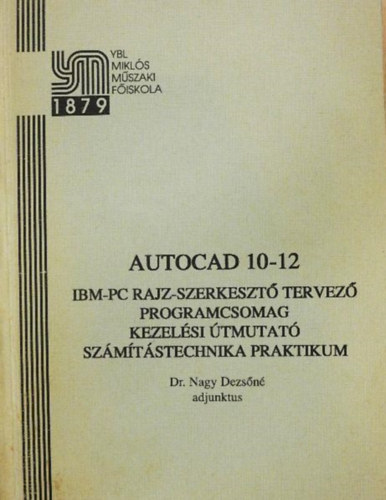 YBL
MIKLÓS
MŰSZAKI
FŐISKOLA
1879
AUTOCAD 10-12
IBM-PC RAJZ-SZERKESZTŐ TERVEZŐ
PROGRAMCSOMAG
KEZELÉSI ÚTMUTATÓ
SZÁMÍTÁSTECHNIKA PRAKTIKUM
Dr. Nagy Dezsőné
adjunktus